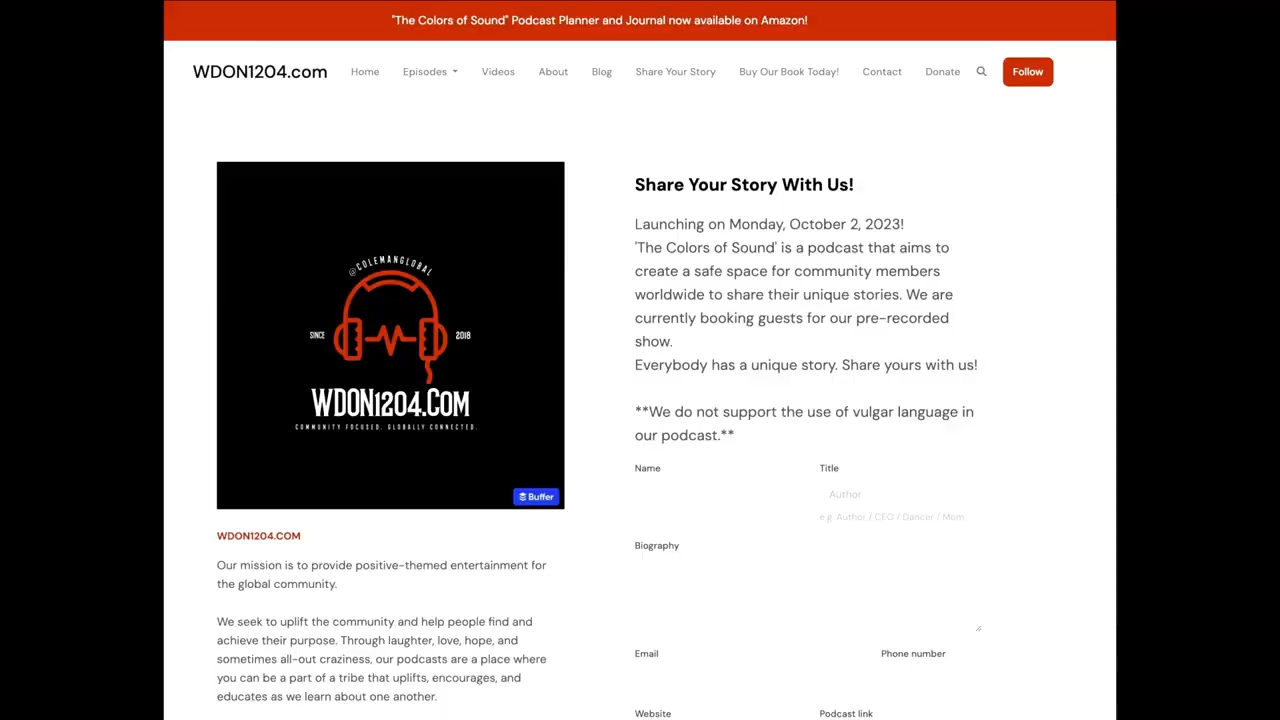 "The Colors of Sound" Podcast Planner and Journal now available on Amazon!
WDON1204.com Home Episodes Videos About Blog Share Your Story Buy Our Book Today! Contact Donate Follow
@COLEMANGLOBAL
SINCE 2018
WDON1204.COM
COMMUNITY FOCUSED. GLOBALLY CONNECTED.
Buffer
WDON1204.COM
Our mission is to provide positive-themed entertainment for
the global community.
We seek to uplift the community and help people find and
achieve their purpose. Through laughter, love, hope, and
sometimes all-out craziness, our podcasts are a place where
you can be a part of a tribe that uplifts, encourages, and
educates as we learn about one another.
Share Your Story With Us!
Launching on Monday, October 2, 2023!
'The Colors of Sound' is a podcast that aims to
create a safe space for community members
worldwide to share their unique stories. We are
currently booking guests for our pre-recorded
show.
Everybody has a unique story. Share yours with us!
**We do not support the use of vulgar language in
our podcast.**
Name Title
Author
e.g. Author / CEO / Dancer / Mom
Biography
Email Phone number
Website Podcast link